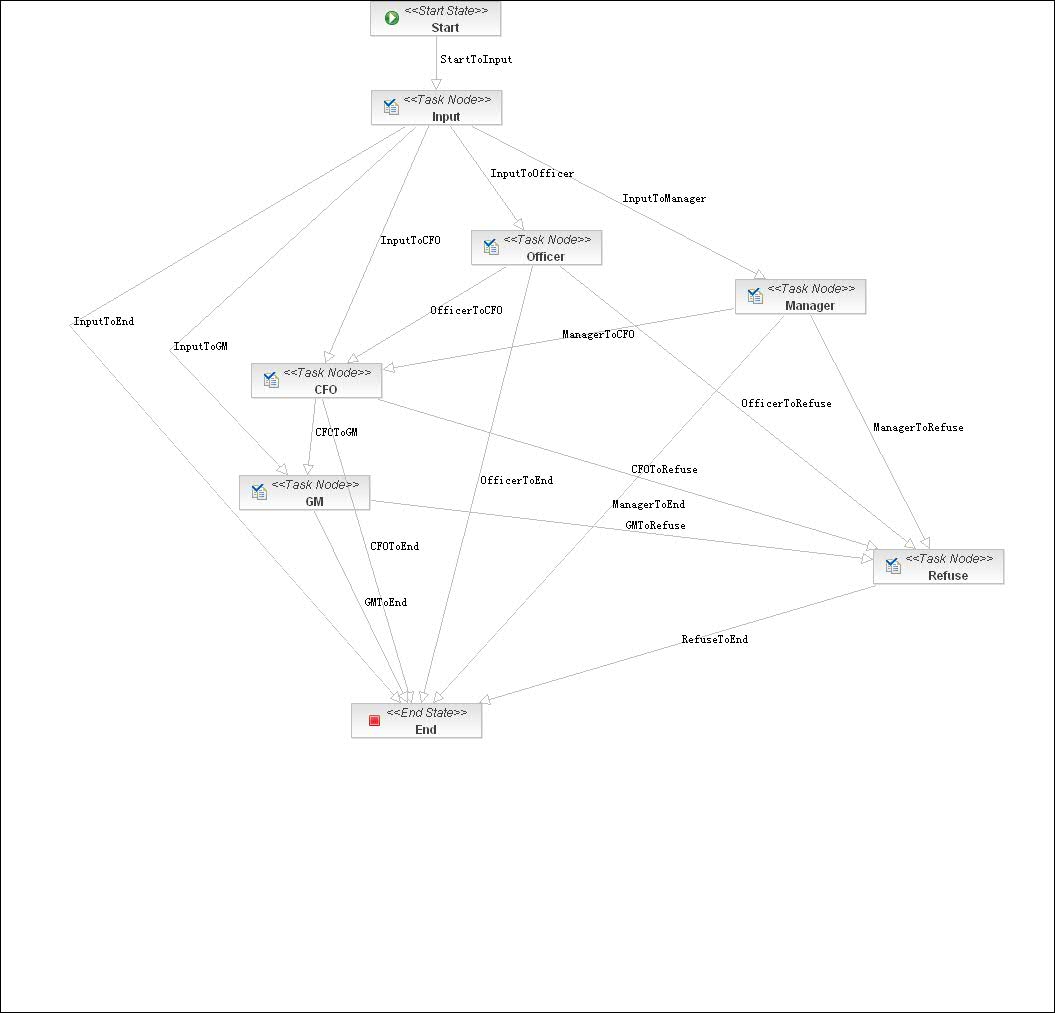 <<Start State>>
Start
StartToInput
<<Task Node>>
Input
InputToOfficer
InputToManager
InputToCFO
<<Task Node>>
Officer
<<Task Node>>
Manager
OfficerToCFO
InputToEnd
ManagerToCFO
InputToGM
<<Task Node>>
CFO
OfficerToRefuse
ManagerToRefuse
CFOToGM
CFOToRefuse
<<Task Node>>
GM
OfficerToEnd
ManagerToEnd
GMToRefuse
CFOToEnd
<<Task Node>>
Refuse
GMToEnd
RefuseToEnd
<<End State>>
End